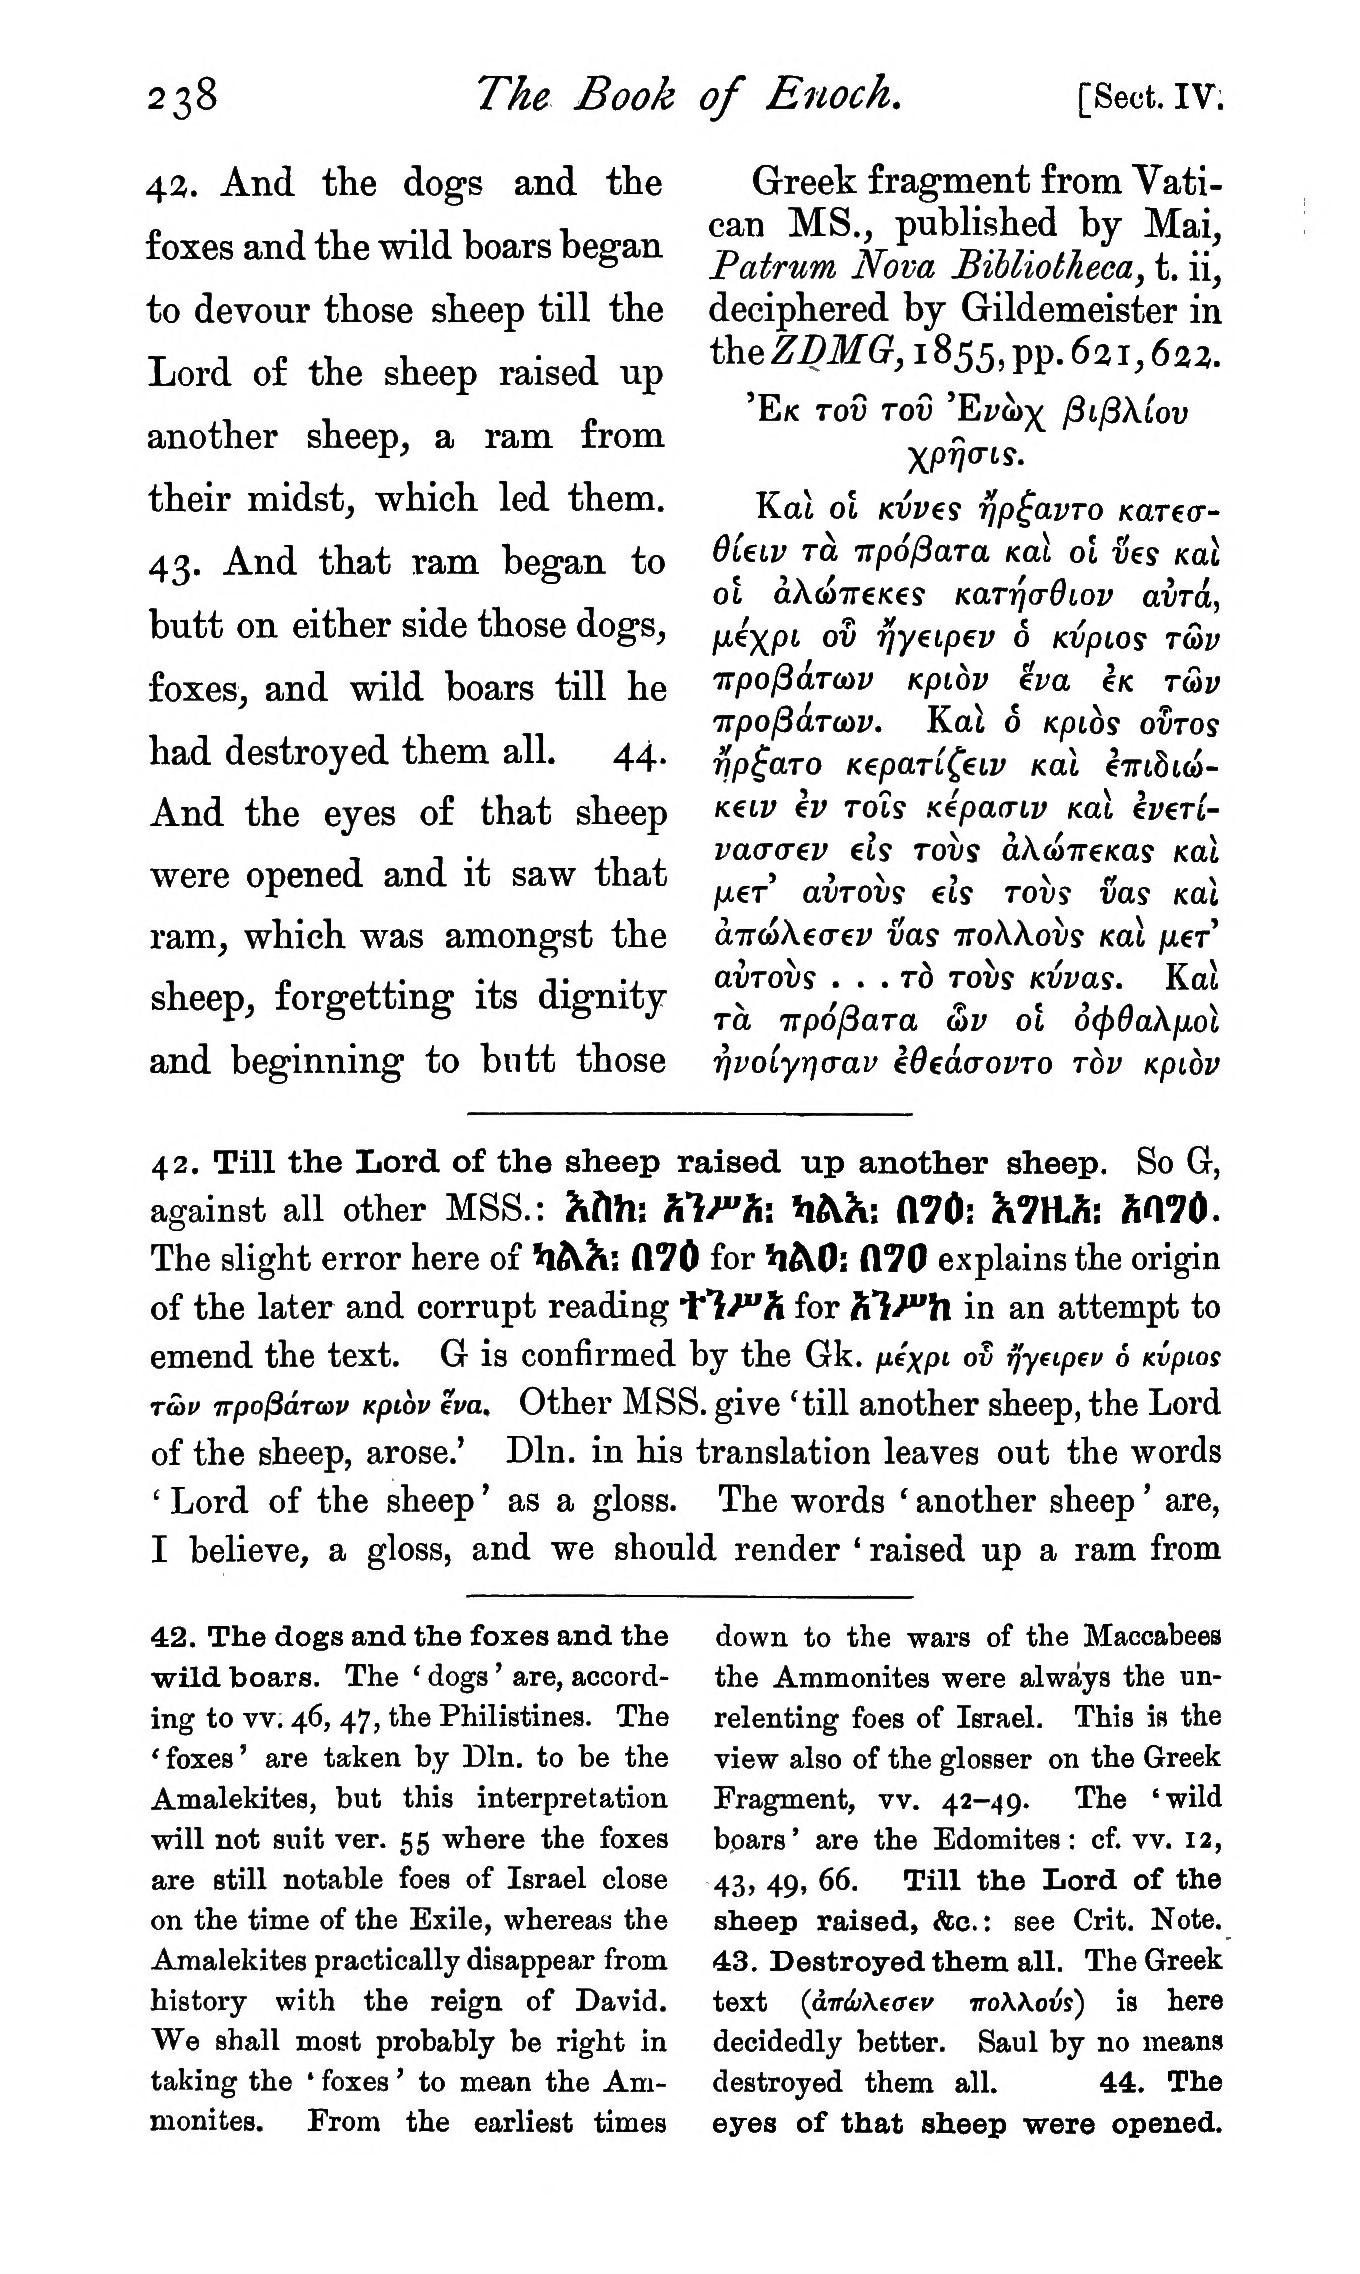 238 The Book of Enoch. [Sect. IV.
42. And the dogs and the
foxes and the wild boars began
to devour those sheep till the
Lord of the sheep raised up
another sheep, a ram from
their midst, which led them.
43. And that ram began to
butt on either side those dogs,
foxes, and wild boars till he
had destroyed them all. 44.
And the eyes of that sheep
were opened and it saw that
ram, which was amongst the
sheep, forgetting its dignity
and beginning to butt those
Greek fragment from Vati-
can MS., published by Mai,
Patrum Nova Bibliotheca, t. ii,
deciphered by Gildemeister in
the ZDMG, 1855, pp. 621, 622.
Ἐκ τοῦ τοῦ Ἐνὼχ βιβλίου
χρῆσις.
Καὶ οἱ κύνες ἤρξαντο κατεσ-
θίειν τὰ πρόβατα καὶ οἱ ὕες καὶ
οἱ ἀλώπεκες κατήσθιον αὐτά,
μέχρι οὗ ἤγειρεν ὁ κύριος τῶν
προβάτων κριὸν ἕνα ἐκ τῶν
προβάτων. Καὶ ὁ κριὸς οὗτος
ἤρξατο κερατίζειν καὶ ἐπιδιώ-
κειν ἐν τοῖς κέρασιν καὶ ἐνετί-
νασσεν εἰς τοὺς ἀλώπεκας καὶ
μετ’ αὐτοὺς εἰς τοὺς ὕας καὶ
ἀπώλεσεν ὕας πολλοὺς καὶ μετ’
αὐτοὺς . . . τὸ τοὺς κύνας. Καὶ
τὰ πρόβατα ὧν οἱ ὀφθαλμοὶ
ἠνοίγησαν ἐθεάσοντο τὸν κριὸν
42. Till the Lord of the sheep raised up another sheep. So G,
against all other MSS.: እስከ፡ አንሥአ፡ ካልእ፡ በግዕ፡ እግዚአ፡ አባግዕ.
The slight error here of ካልእ፡ በግዕ for ካልዐ፡ በግዐ explains the origin
of the later and corrupt reading ተንሥአ for አንሥከ in an attempt to
emend the text. G is confirmed by the Gk. μέχρι οὗ ἤγειρεν ὁ κύριος
τῶν προβάτων κριὸν ἕνα. Other MSS. give ‘till another sheep, the Lord
of the sheep, arose.’ Dln. in his translation leaves out the words
‘Lord of the sheep’ as a gloss. The words ‘another sheep’ are,
I believe, a gloss, and we should render ‘raised up a ram from
42. The dogs and the foxes and the
wild boars. The ‘dogs’ are, accord-
ing to vv. 46, 47, the Philistines. The
‘foxes’ are taken by Dln. to be the
Amalekites, but this interpretation
will not suit ver. 55 where the foxes
are still notable foes of Israel close
on the time of the Exile, whereas the
Amalekites practically disappear from
history with the reign of David.
We shall most probably be right in
taking the ‘foxes’ to mean the Am-
monites. From the earliest times
down to the wars of the Maccabees
the Ammonites were always the un-
relenting foes of Israel. This is the
view also of the glosser on the Greek
Fragment, vv. 42–49. The ‘wild
boars’ are the Edomites: cf. vv. 12,
43, 49, 66. Till the Lord of the
sheep raised, &c.: see Crit. Note.
43. Destroyed them all. The Greek
text (ἀπώλεσεν πολλούς) is here
decidedly better. Saul by no means
destroyed them all. 44. The
eyes of that sheep were opened.